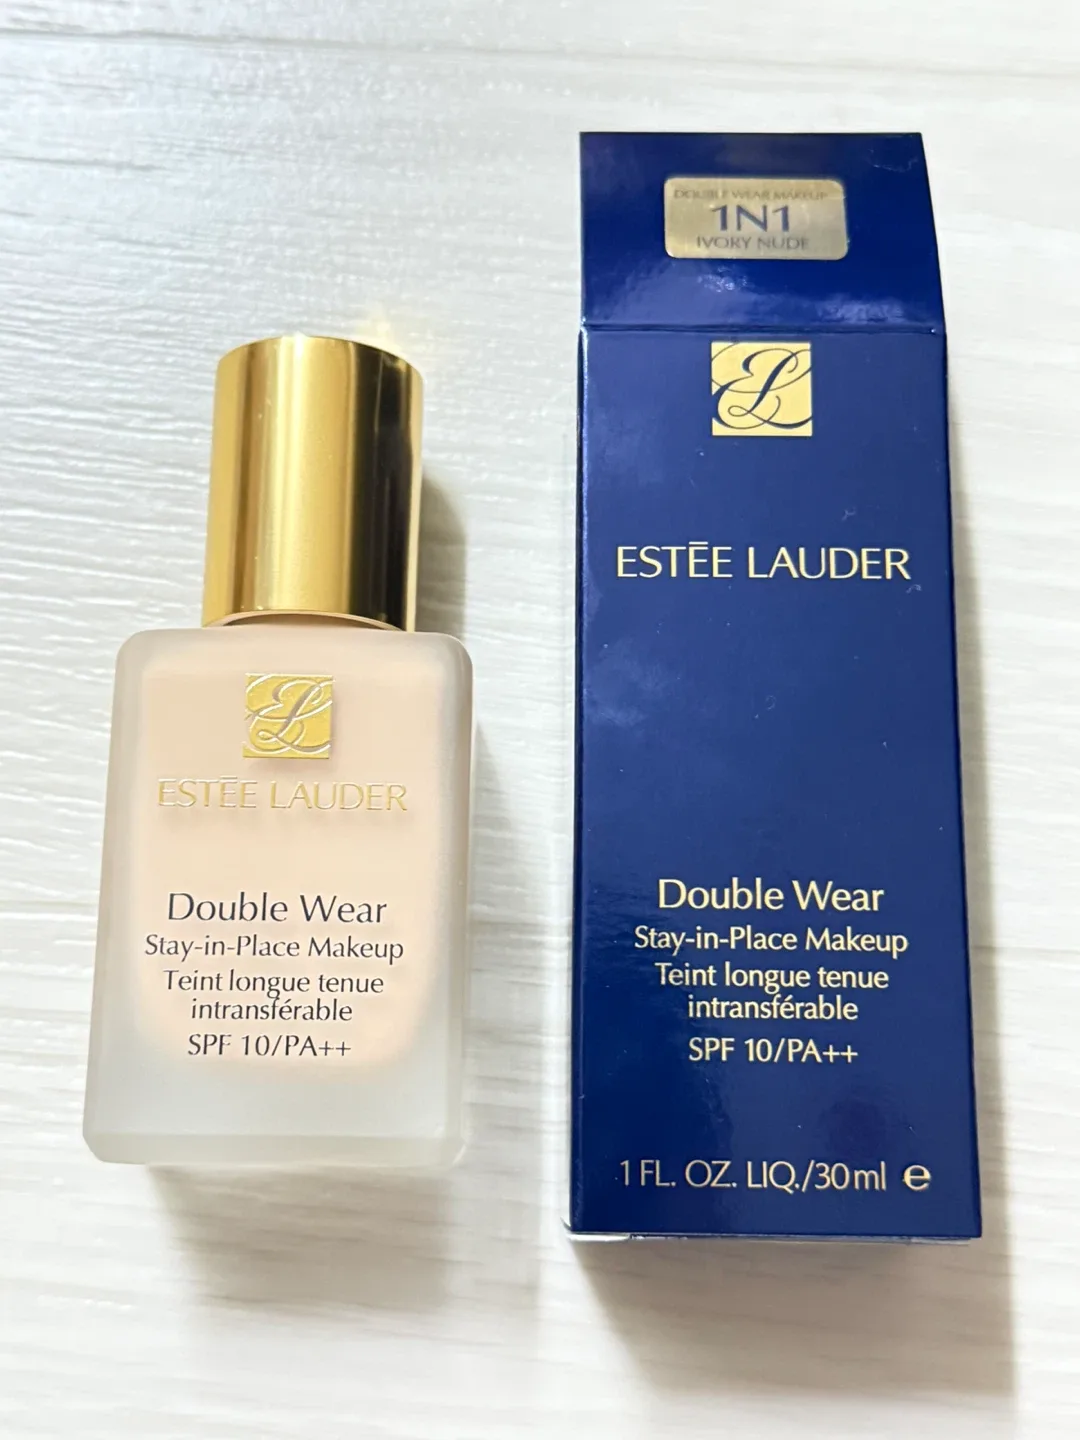 DOUBLE WEAR MAKEUP
1N1
IVORY NUDE
ESTĒE LAUDER
Double Wear
Stay-in-Place Makeup
Teint longue tenue
intransférable
SPF 10/PA++
1 FL. OZ. LIQ./30ml e
ESTĒE LAUDER
Double Wear
Stay-in-Place Makeup
Teint longue tenue
intransférable
SPF 10/PA++